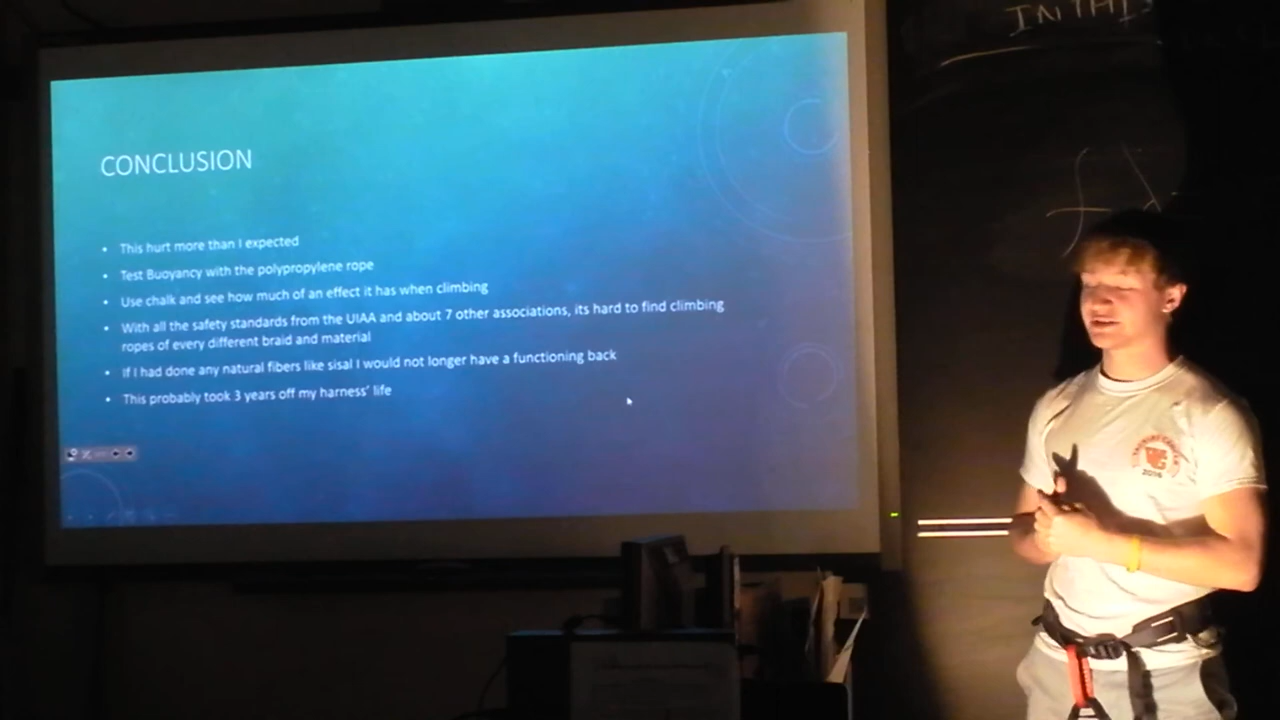 IN THIS
CONCLUSION
• This hurt more than I expected
• Test Buoyancy with the polypropylene rope
• Use chalk and see how much of an effect it has when climbing
• With all the safety standards from the UIAA and about 7 other associations, its hard to find climbing
ropes of every different braid and material
• If I had done any natural fibers like sisal I would not longer have a functioning back
• This probably took 3 years off my harness' life
2016